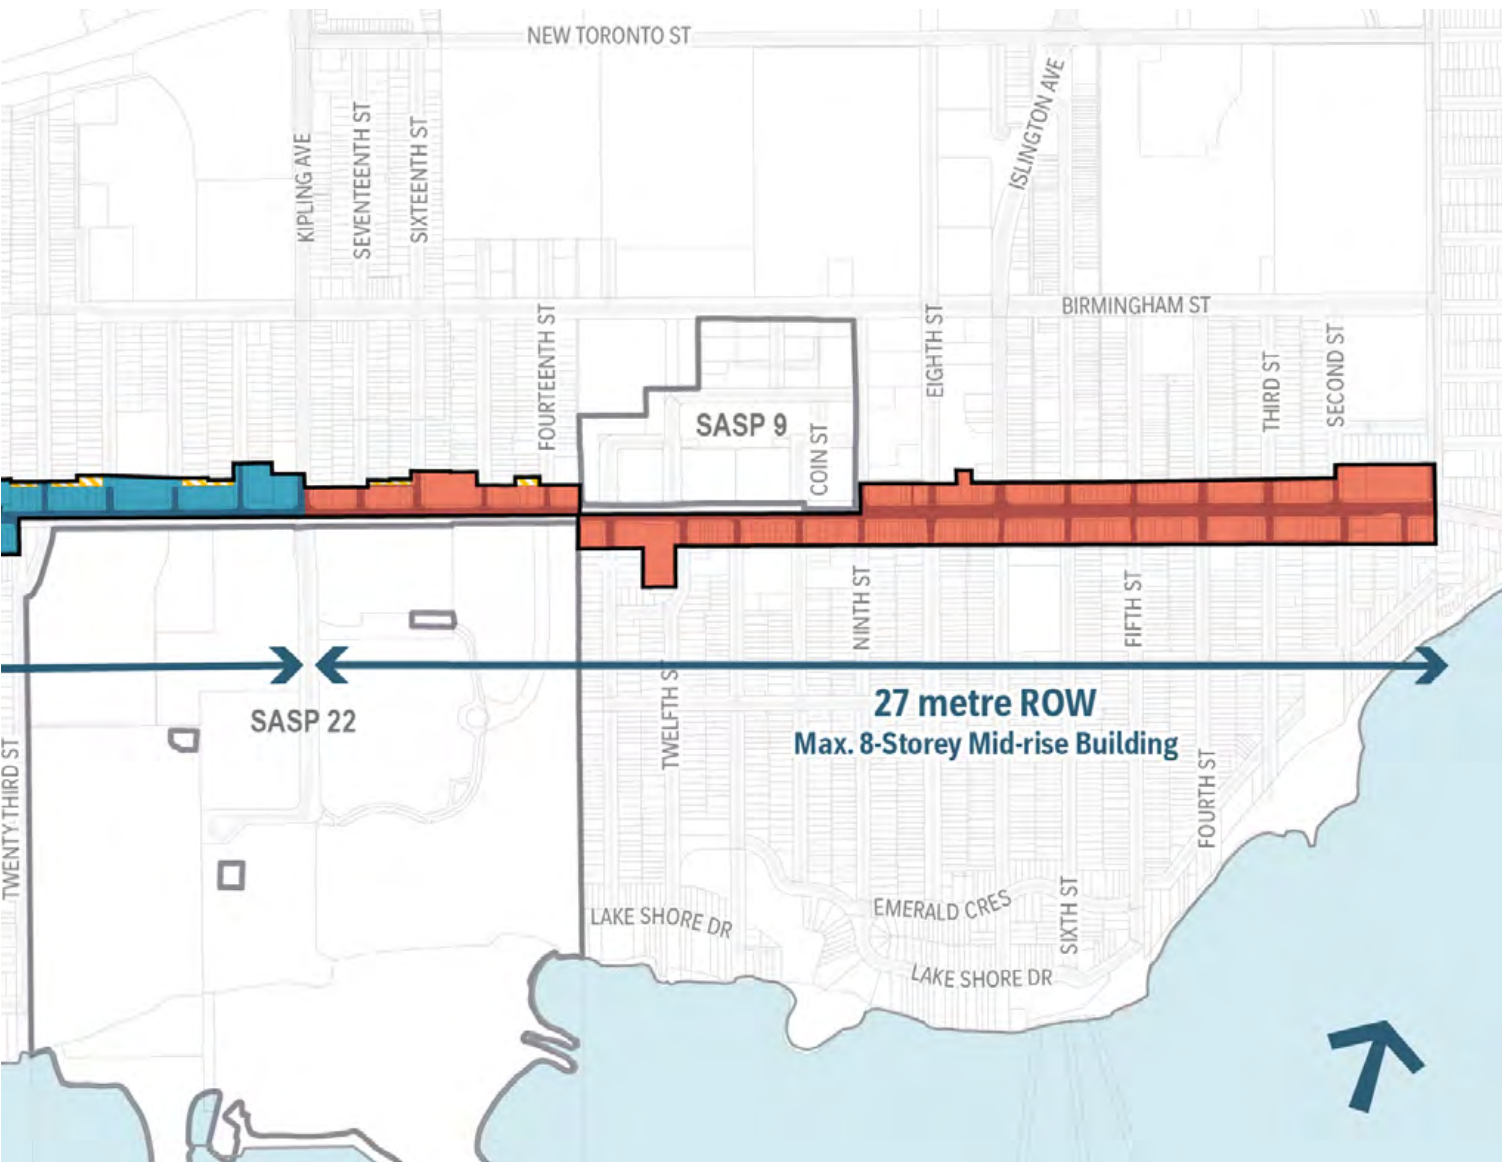 NEW TORONTO ST
ISLINGTON AVE
KIPLING AVE
SEVENTEENTH ST
SIXTEENTH ST
BIRMINGHAM ST
FOURTEENTH ST
EIGHTH ST
THIRD ST
SECOND ST
SASP 9
COIN ST
NINTH ST
FIFTH ST
TWELFTH ST
27 metre ROW
Max. 8-Storey Mid-rise Building
SASP 22
TWENTY THIRD ST
FOURTH ST
LAKE SHORE DR
EMERALD CRES
SIXTH ST
LAKE SHORE DR